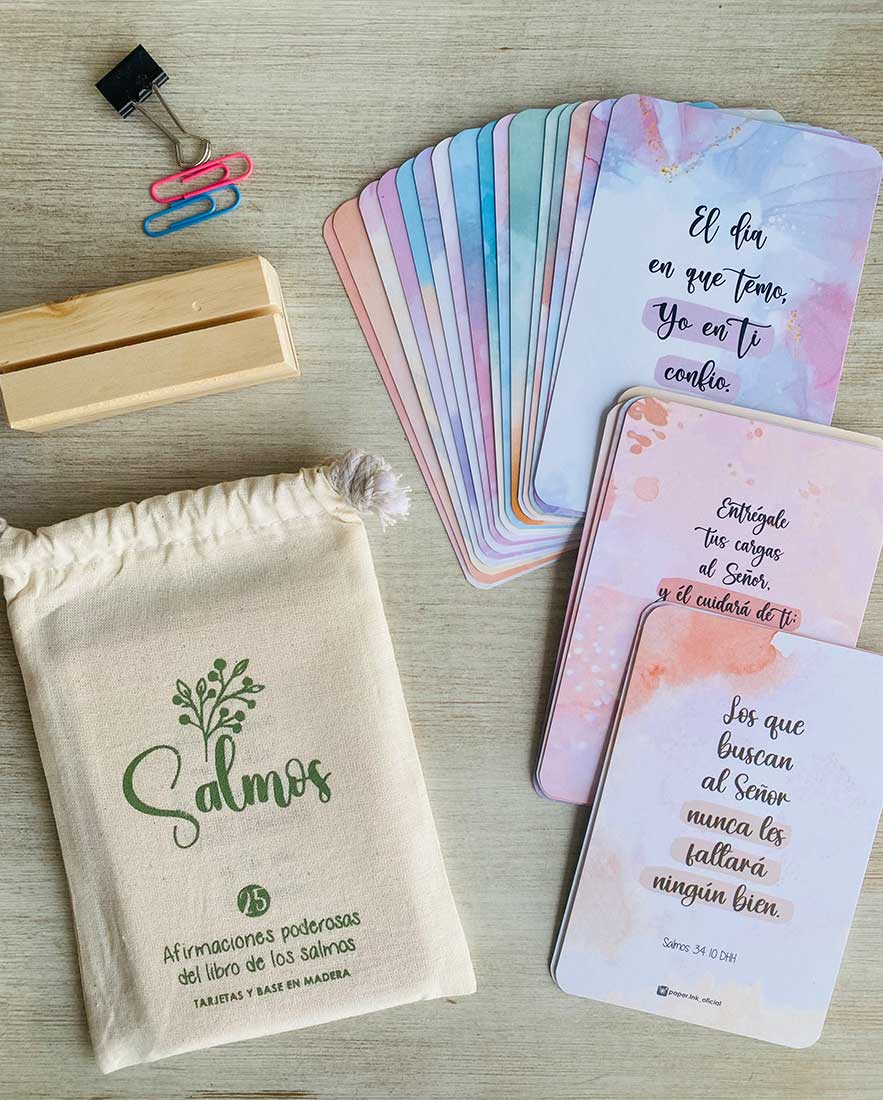 El día
en que temo,
Yo en ti
confío.
Entrégale
tus cargas
al Señor,
y él cuidará de ti;
Los que
buscan
al Señor
nunca les
faltará
ningún bien.
Salmos 34 10 DHH
paper.ink_oficial
Salmos
25
Afirmaciones poderosas
del libro de los salmos
TARJETAS Y BASE EN MADERA